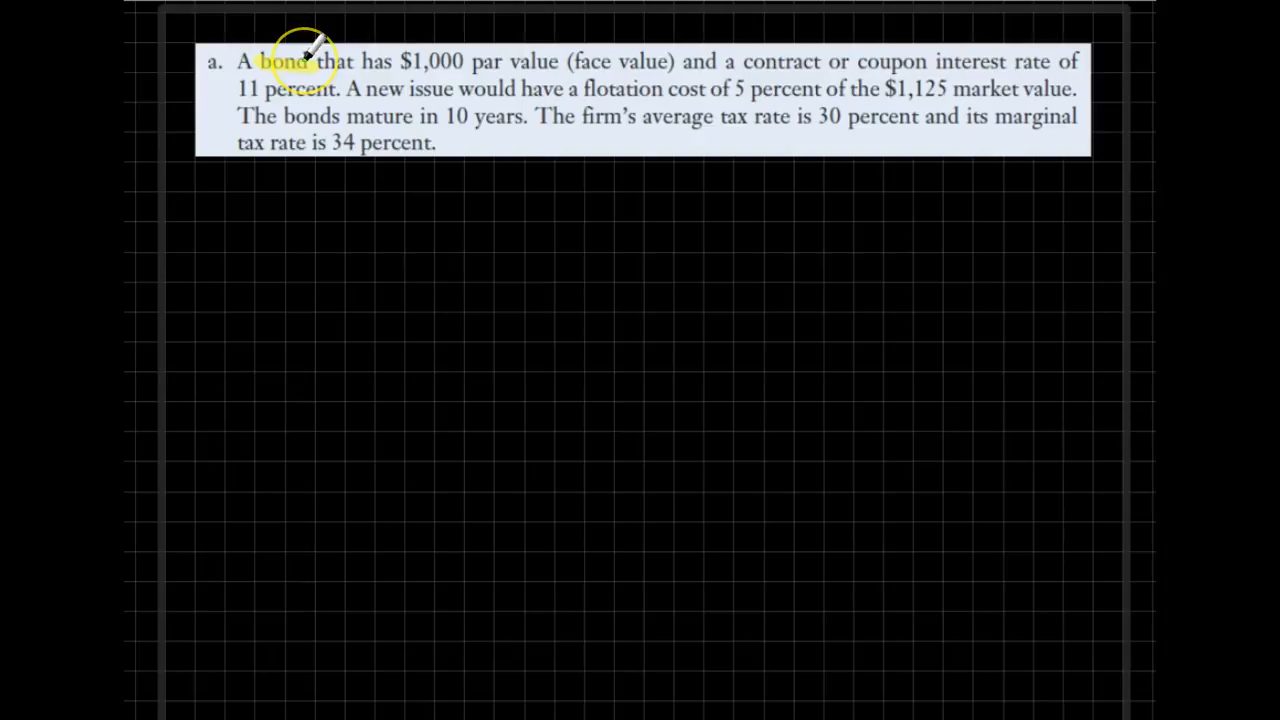 a. A bond that has $1,000 par value (face value) and a contract or coupon interest rate of
11 percent. A new issue would have a flotation cost of 5 percent of the $1,125 market value.
The bonds mature in 10 years. The firm's average tax rate is 30 percent and its marginal
tax rate is 34 percent.